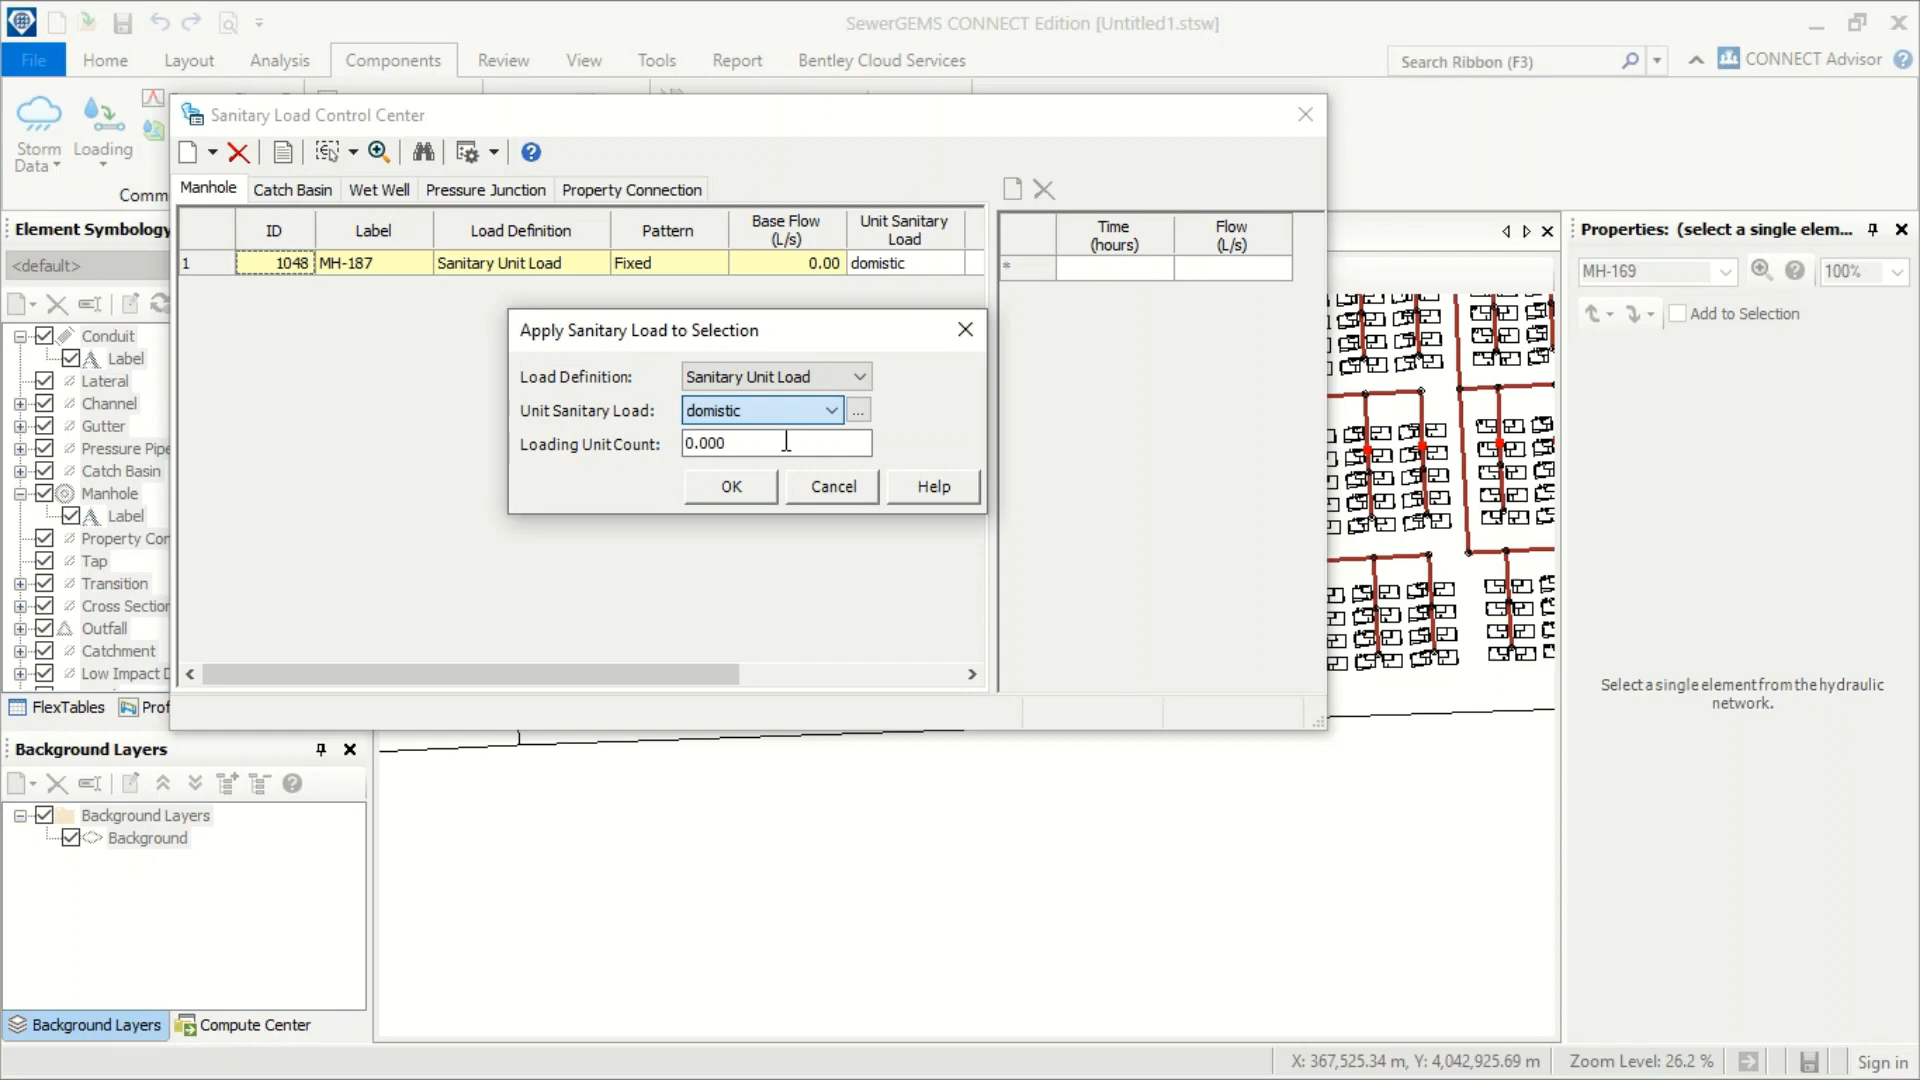 SewerGEMS CONNECT Edition [Untitled1.stsw]
File Home Layout Analysis Components Review View Tools Report Bentley Cloud Services
Search Ribbon (F3)
CONNECT Advisor
Storm Data
Loading
Comm
Sanitary Load Control Center
Manhole Catch Basin Wet Well Pressure Junction Property Connection
ID Label Load Definition Pattern Base Flow (L/s) Unit Sanitary Load
1 1048 MH-187 Sanitary Unit Load Fixed 0.00 domistic
Time (hours) Flow (L/s)
*
Apply Sanitary Load to Selection
Load Definition: Sanitary Unit Load
Unit Sanitary Load: domistic ...
Loading Unit Count: 0.000
OK Cancel Help
Element Symbology
<default>
Conduit
Label
Lateral
Channel
Gutter
Pressure Pipe
Catch Basin
Manhole
Label
Property Con
Tap
Transition
Cross Section
Outfall
Catchment
Low Impact D
FlexTables Prof
Background Layers
Background Layers
Background
Background Layers Compute Center
Properties: (select a single elem...
MH-169 100%
Add to Selection
Select a single element from the hydraulic
network.
X: 367,525.34 m, Y: 4,042,925.69 m Zoom Level: 26.2 % Sign in